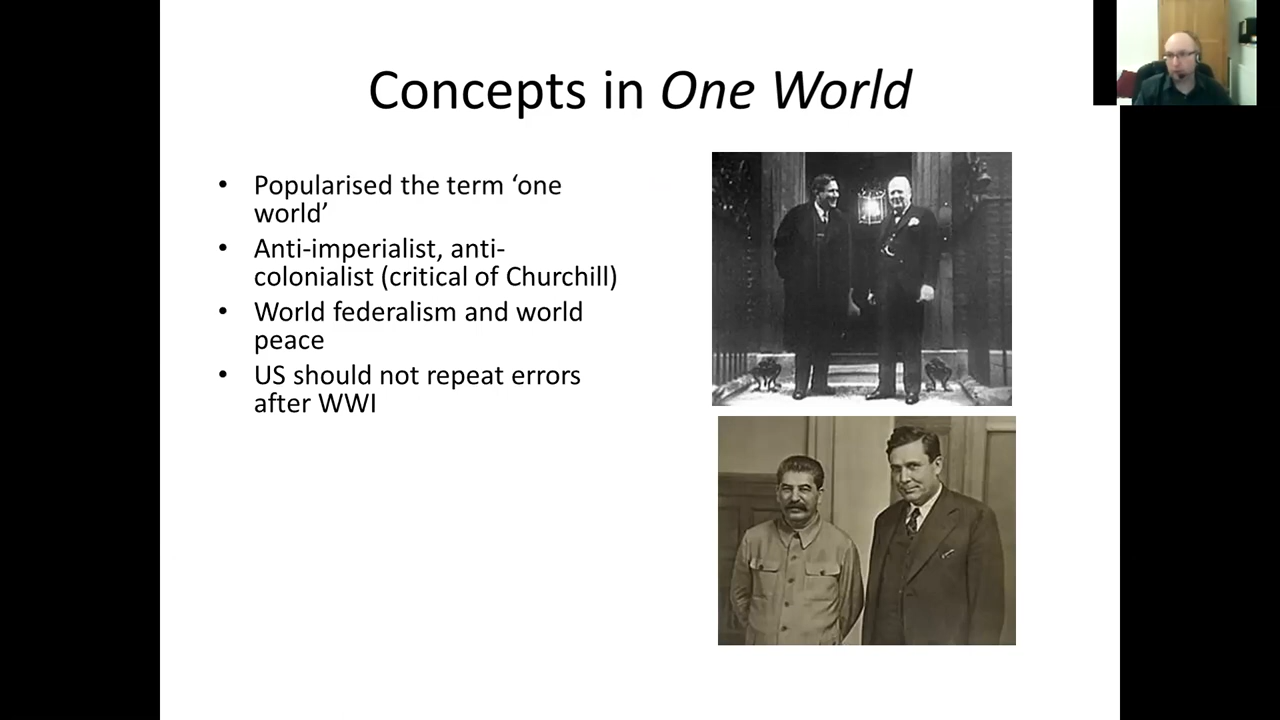 Concepts in One World
• Popularised the term ‘one
world’
• Anti-imperialist, anti-
colonialist (critical of Churchill)
• World federalism and world
peace
• US should not repeat errors
after WWI